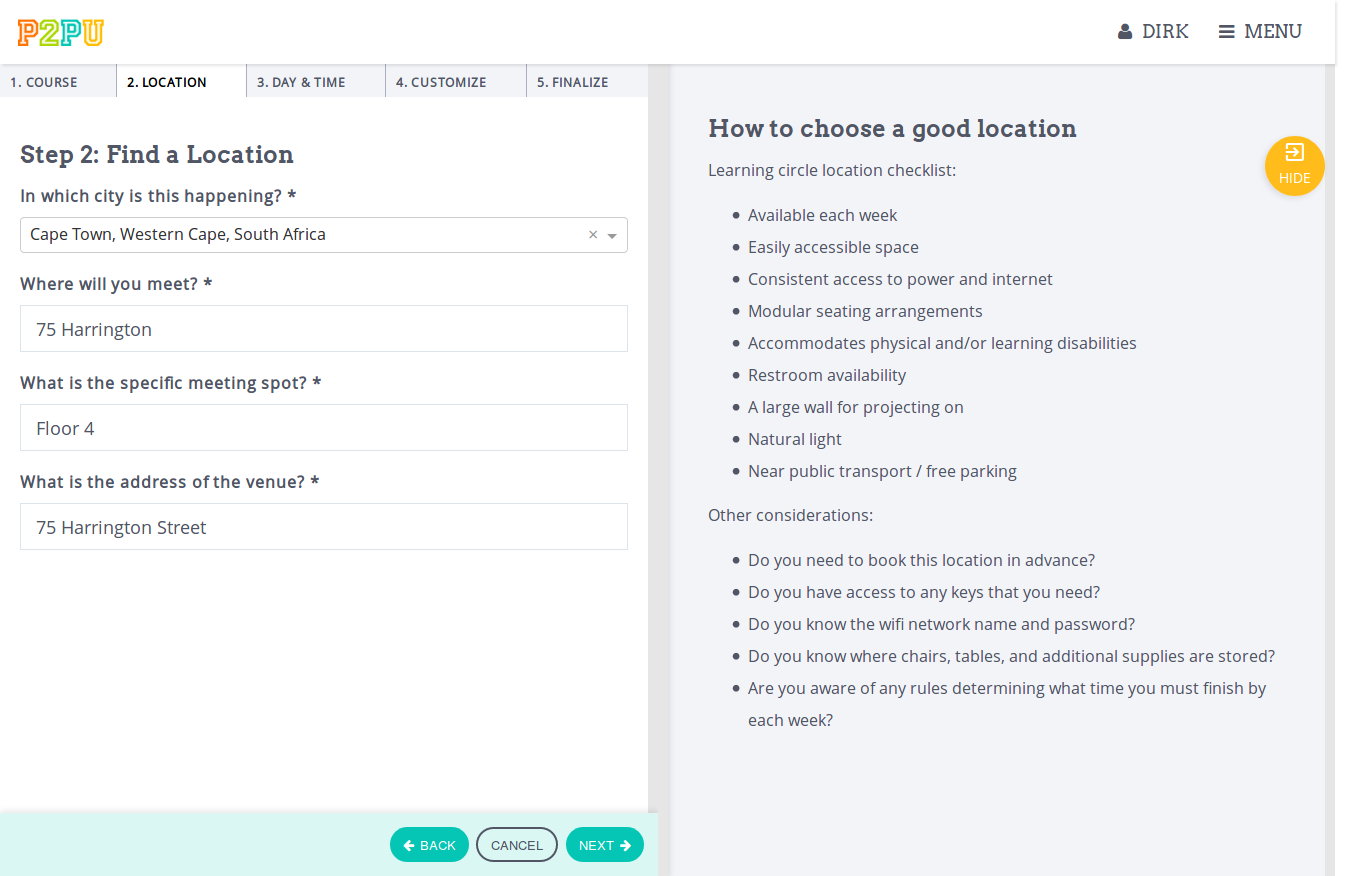 P2PU
DIRK
MENU
1. COURSE
2. LOCATION
3. DAY & TIME
4. CUSTOMIZE
5. FINALIZE
Step 2: Find a Location
In which city is this happening? *
Cape Town, Western Cape, South Africa
Where will you meet? *
75 Harrington
What is the specific meeting spot? *
Floor 4
What is the address of the venue? *
75 Harrington Street
BACK
CANCEL
NEXT
How to choose a good location
HIDE
Learning circle location checklist:
Available each week
Easily accessible space
Consistent access to power and internet
Modular seating arrangements
Accommodates physical and/or learning disabilities
Restroom availability
A large wall for projecting on
Natural light
Near public transport / free parking
Other considerations:
Do you need to book this location in advance?
Do you have access to any keys that you need?
Do you know the wifi network name and password?
Do you know where chairs, tables, and additional supplies are stored?
Are you aware of any rules determining what time you must finish by
each week?